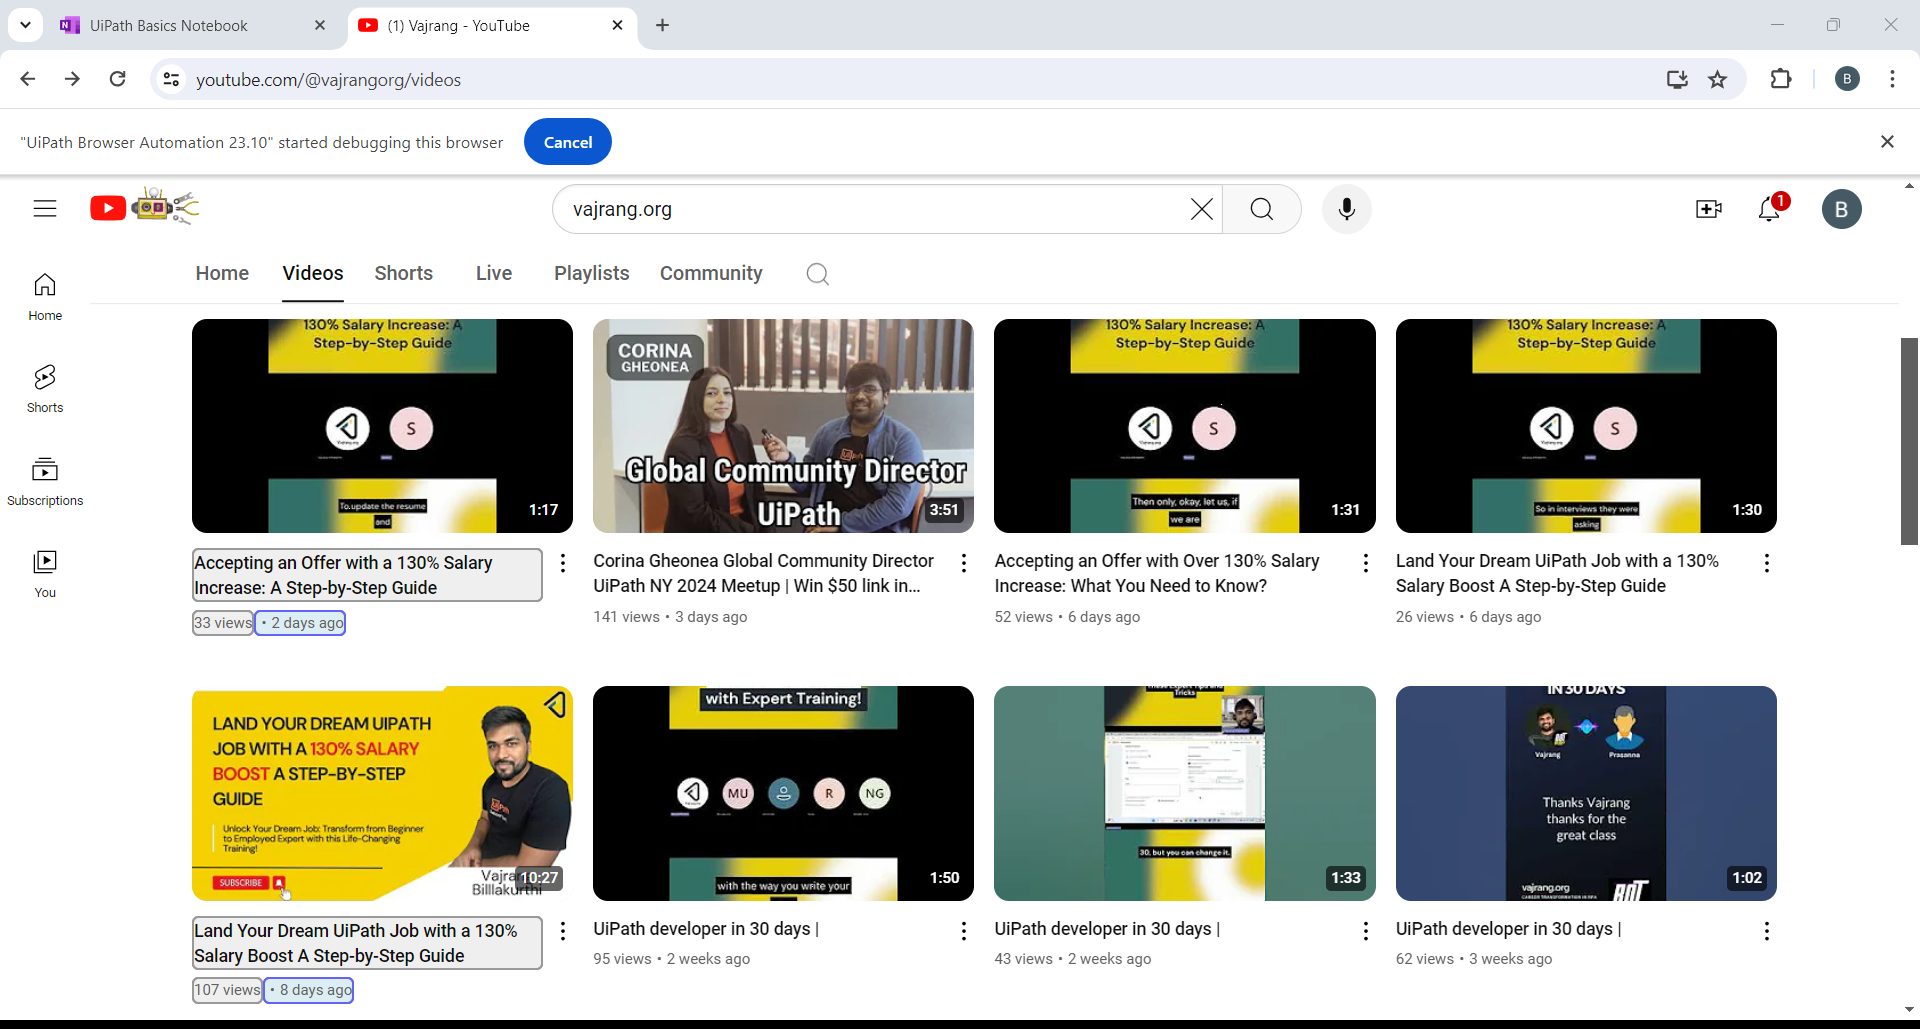 UiPath Basics Notebook
(1) Vajrang - YouTube
youtube.com/@vajrangorg/videos
B
"UiPath Browser Automation 23.10" started debugging this browser
Cancel
vajrang.org
1
B
Home
Videos
Shorts
Live
Playlists
Community
Home
Shorts
Subscriptions
You
130% Salary Increase: A
Step-by-Step Guide
S
To.update the resume
and
1:17
CORINA
GHEONEA
Global Community Director
UiPath
3:51
130% Salary Increase: A
Step-by-Step Guide
S
Then only, okay, let us, if
we are
1:31
130% Salary Increase: A
Step-by-Step Guide
S
So in interviews they were
asking
1:30
Accepting an Offer with a 130% Salary
Increase: A Step-by-Step Guide
33 views • 2 days ago
Corina Gheonea Global Community Director
UiPath NY 2024 Meetup | Win $50 link in...
141 views • 3 days ago
Accepting an Offer with Over 130% Salary
Increase: What You Need to Know?
52 views • 6 days ago
Land Your Dream UiPath Job with a 130%
Salary Boost A Step-by-Step Guide
26 views • 6 days ago
LAND YOUR DREAM UIPATH
JOB WITH A 130% SALARY
BOOST A STEP-BY-STEP
GUIDE
Unlock Your Dream Job: Transform from Beginner
to Employed Expert with this Life-Changing
Training!
SUBSCRIBE
Billlakurthi
10:27
with Expert Training!
MU
R
NG
with the way you write your
1:50
Tricks
30, but you can change it.
1:33
IN 30 DAYS
Vajrang
Prasanna
Thanks Vajrang
thanks for the
great class
vajrang.org
CAREER TRANSFORMATION IN RPA
BOT
1:02
Land Your Dream UiPath Job with a 130%
Salary Boost A Step-by-Step Guide
107 views • 8 days ago
UiPath developer in 30 days |
95 views • 2 weeks ago
UiPath developer in 30 days |
43 views • 2 weeks ago
UiPath developer in 30 days |
62 views • 3 weeks ago